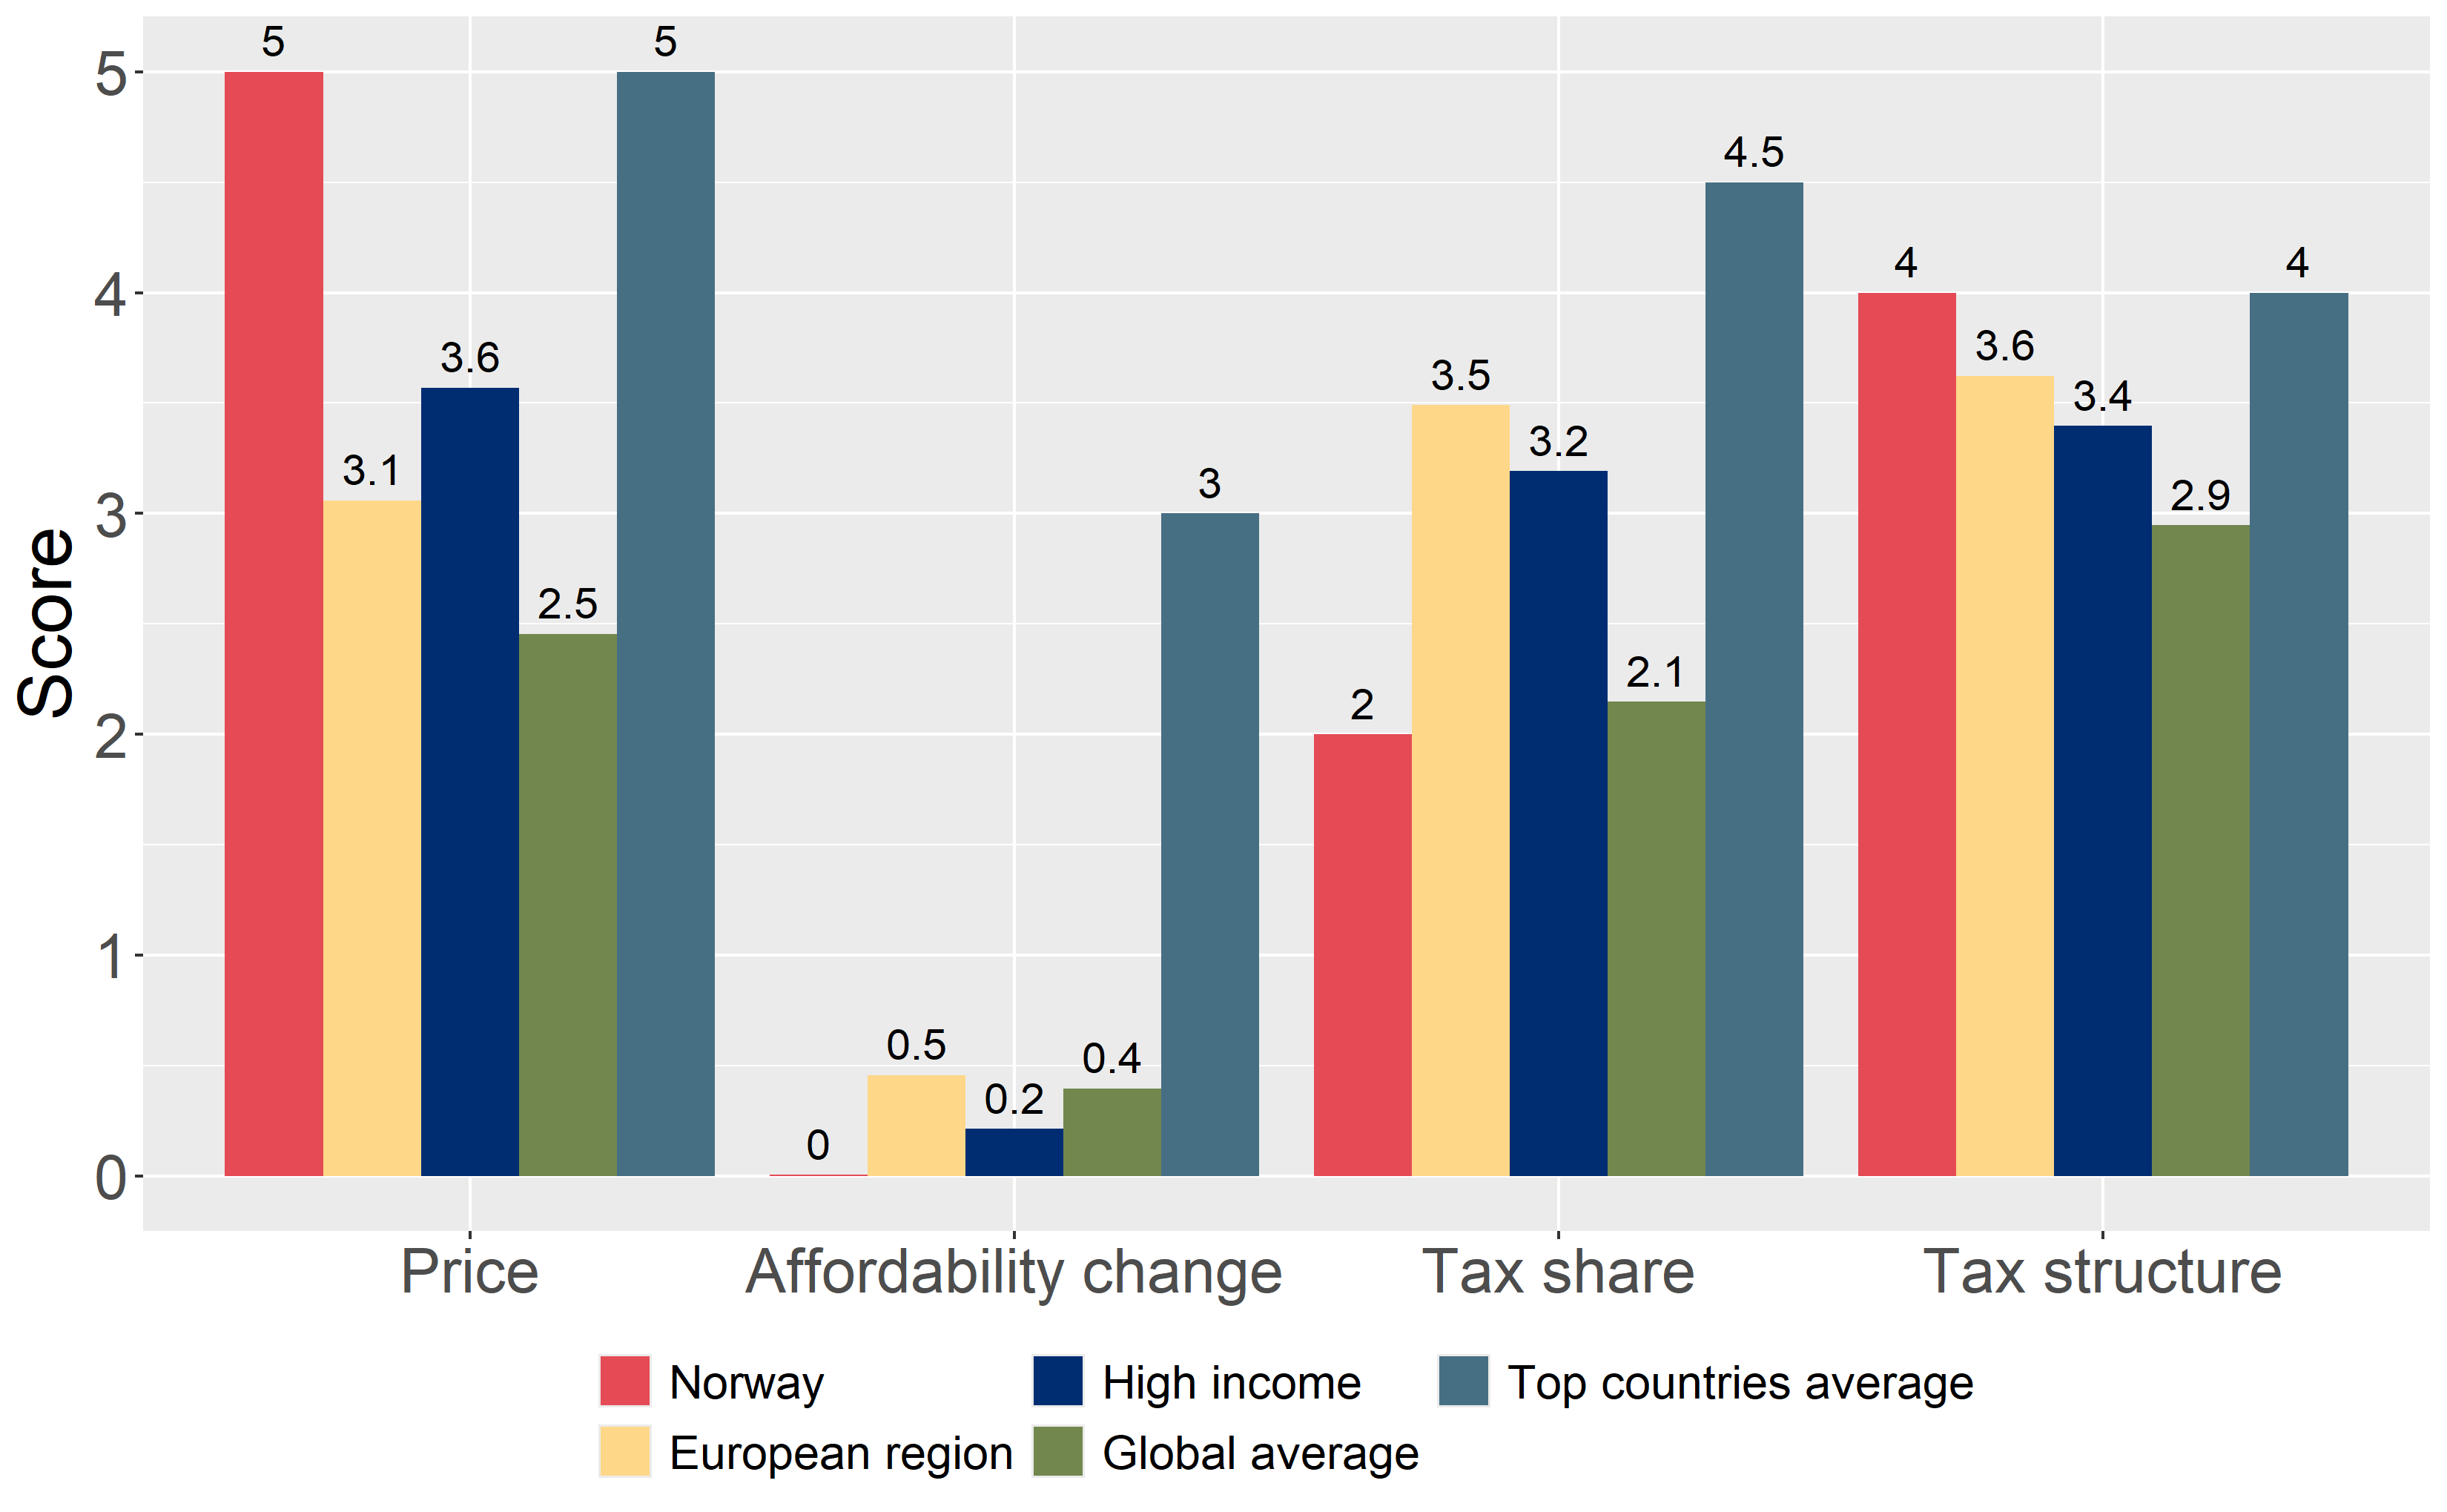 Score
5
4
3
2
1
0
5
3.1
3.6
2.5
5
0
0.5
0.2
0.4
3
2
3.5
3.2
2.1
4.5
4
3.6
3.4
2.9
4
Price
Affordability change
Tax share
Tax structure
Norway
High income
Top countries average
European region
Global average